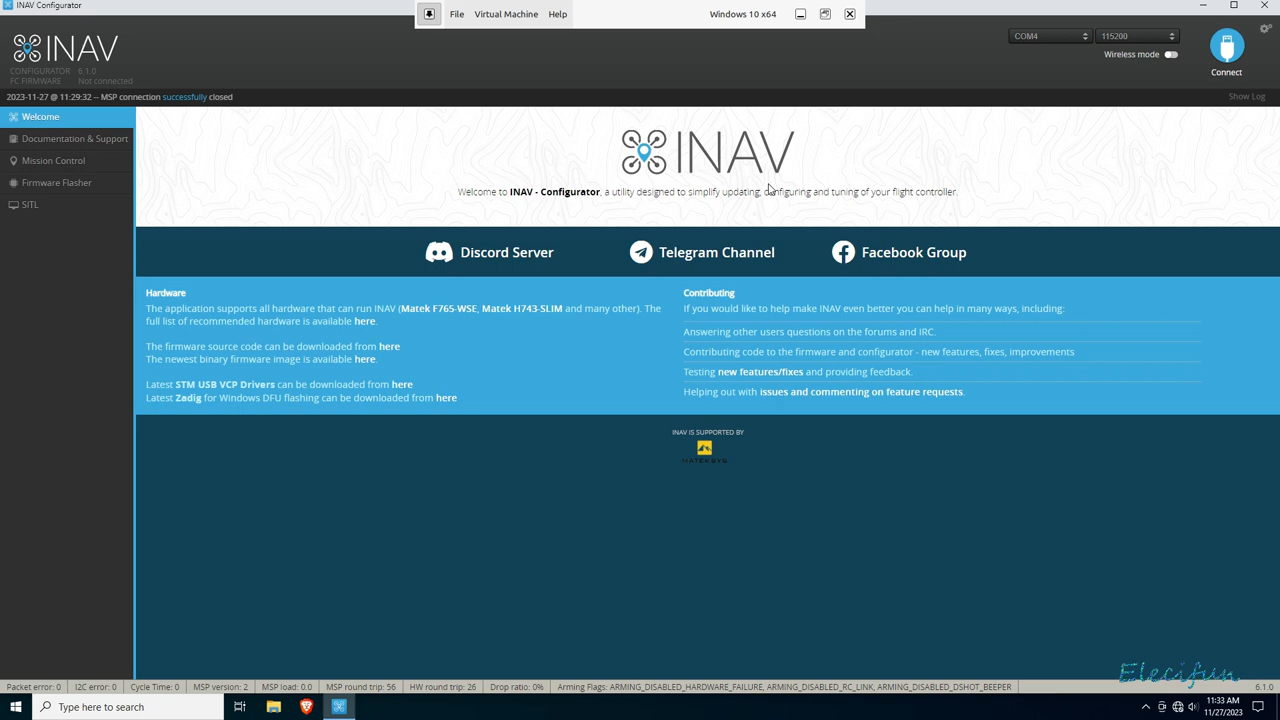 INAV Configurator
File Virtual Machine Help Windows 10 x64
INAV
CONFIGURATOR 6.1.0
FC FIRMWARE Not connected
COM4 115200
Wireless mode
Connect
2023-11-27 @ 11:29:32 -- MSP connection successfully closed
Show Log
Welcome
Documentation & Support
Mission Control
Firmware Flasher
SITL
INAV
Welcome to INAV - Configurator, a utility designed to simplify updating, configuring and tuning of your flight controller.
Discord Server Telegram Channel Facebook Group
Hardware
The application supports all hardware that can run INAV (Matek F765-WSE, Matek H743-SLIM and many other). The
full list of recommended hardware is available here.
The firmware source code can be downloaded from here
The newest binary firmware image is available here.
Latest STM USB VCP Drivers can be downloaded from here
Latest Zadig for Windows DFU flashing can be downloaded from here
Contributing
If you would like to help make INAV even better you can help in many ways, including:
Answering other users questions on the forums and IRC.
Contributing code to the firmware and configurator - new features, fixes, improvements
Testing new features/fixes and providing feedback.
Helping out with issues and commenting on feature requests.
INAV IS SUPPORTED BY
MATEKSYS
Elecifun
Packet error: 0 I2C error: 0 Cycle Time: 0 MSP version: 2 MSP load: 0.0 MSP round trip: 56 HW round trip: 26 Drop ratio: 0% Arming Flags: ARMING_DISABLED_HARDWARE_FAILURE, ARMING_DISABLED_RC_LINK, ARMING_DISABLED_DSHOT_BEEPER 6.1.0
Type here to search
11:33 AM
11/27/2023